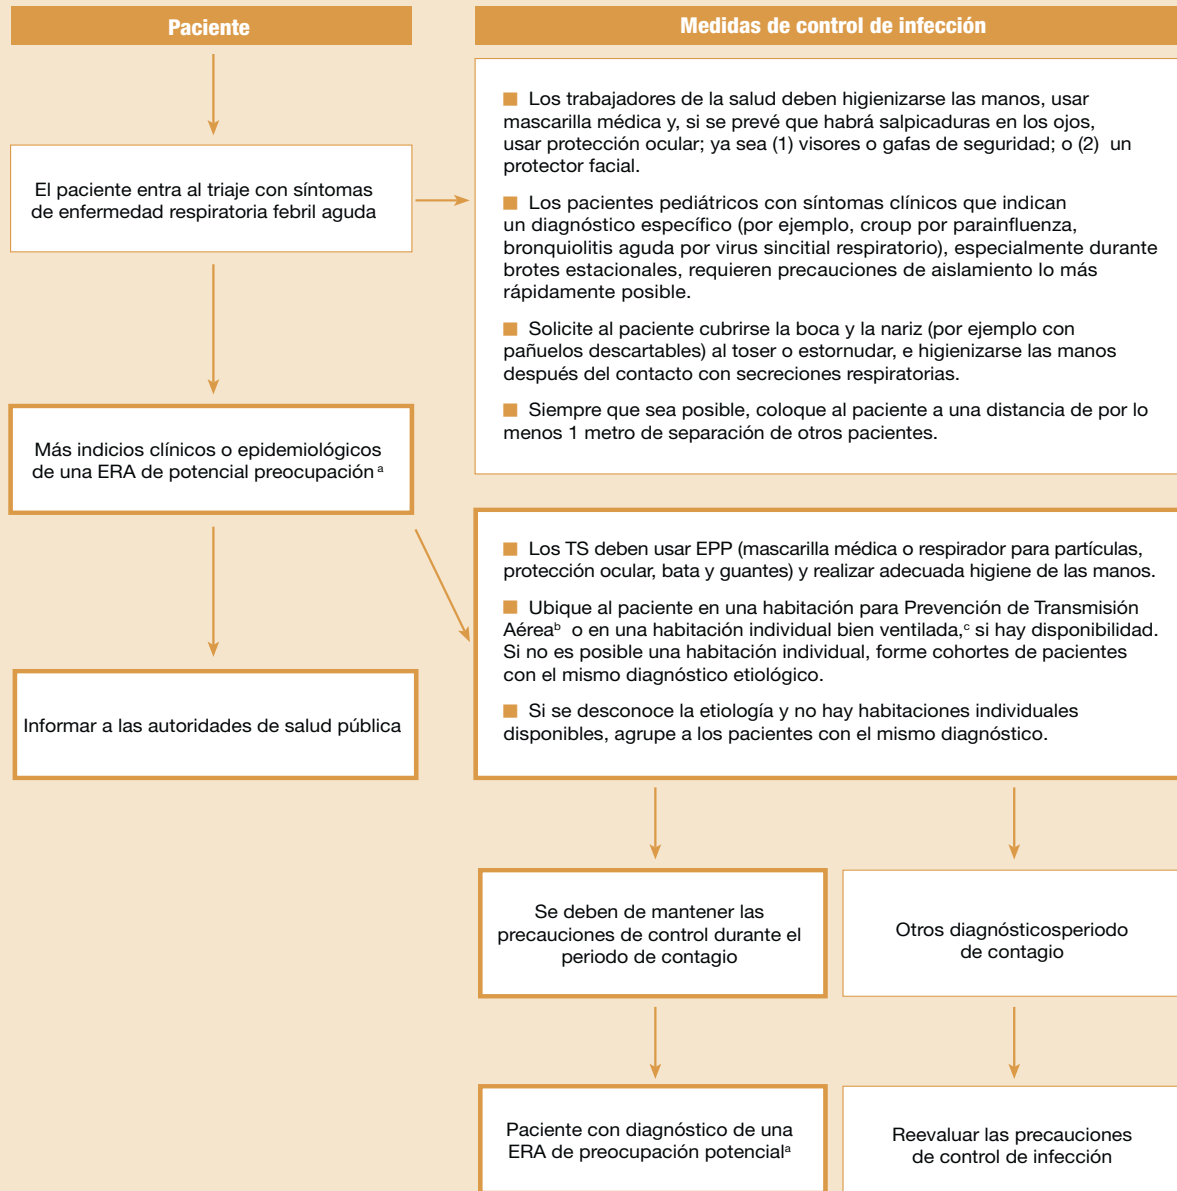 Paciente
Medidas de control de infección
El paciente entra al triaje con síntomas
de enfermedad respiratoria febril aguda
■ Los trabajadores de la salud deben higienizarse las manos, usar
mascarilla médica y, si se prevé que habrá salpicaduras en los ojos,
usar protección ocular; ya sea (1) visores o gafas de seguridad; o (2) un
protector facial.
■ Los pacientes pediátricos con síntomas clínicos que indican
un diagnóstico específico (por ejemplo, croup por parainfluenza,
bronquiolitis aguda por virus sincitial respiratorio), especialmente durante
brotes estacionales, requieren precauciones de aislamiento lo más
rápidamente posible.
■ Solicite al paciente cubrirse la boca y la nariz (por ejemplo con
pañuelos descartables) al toser o estornudar, e higienizarse las manos
después del contacto con secreciones respiratorias.
■ Siempre que sea posible, coloque al paciente a una distancia de por lo
menos 1 metro de separación de otros pacientes.
Más indicios clínicos o epidemiológicos
de una ERA de potencial preocupación ᵃ
■ Los TS deben usar EPP (mascarilla médica o respirador para partículas,
protección ocular, bata y guantes) y realizar adecuada higiene de las manos.
■ Ubique al paciente en una habitación para Prevención de Transmisión
Aéreaᵇ o en una habitación individual bien ventilada,ᶜ si hay disponibilidad.
Si no es posible una habitación individual, forme cohortes de pacientes
con el mismo diagnóstico etiológico.
■ Si se desconoce la etiología y no hay habitaciones individuales
disponibles, agrupe a los pacientes con el mismo diagnóstico.
Informar a las autoridades de salud pública
Se deben de mantener las
precauciones de control durante el
periodo de contagio
Otros diagnósticosperiodo
de contagio
Paciente con diagnóstico de una
ERA de preocupación potencialᵃ
Reevaluar las precauciones
de control de infección